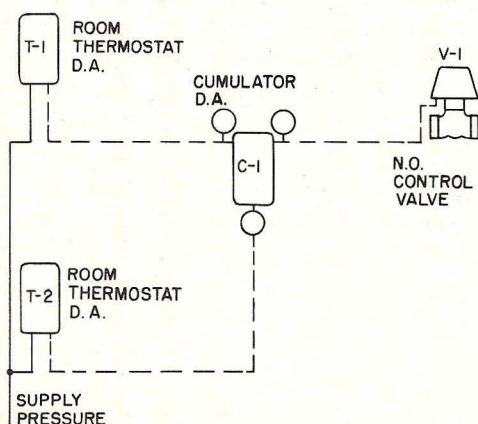 T-1
ROOM
THERMOSTAT
D.A.
CUMULATOR
D.A.
C-1
V-1
N.O.
CONTROL
VALVE
T-2
ROOM
THERMOSTAT
D.A.
SUPPLY
PRESSURE